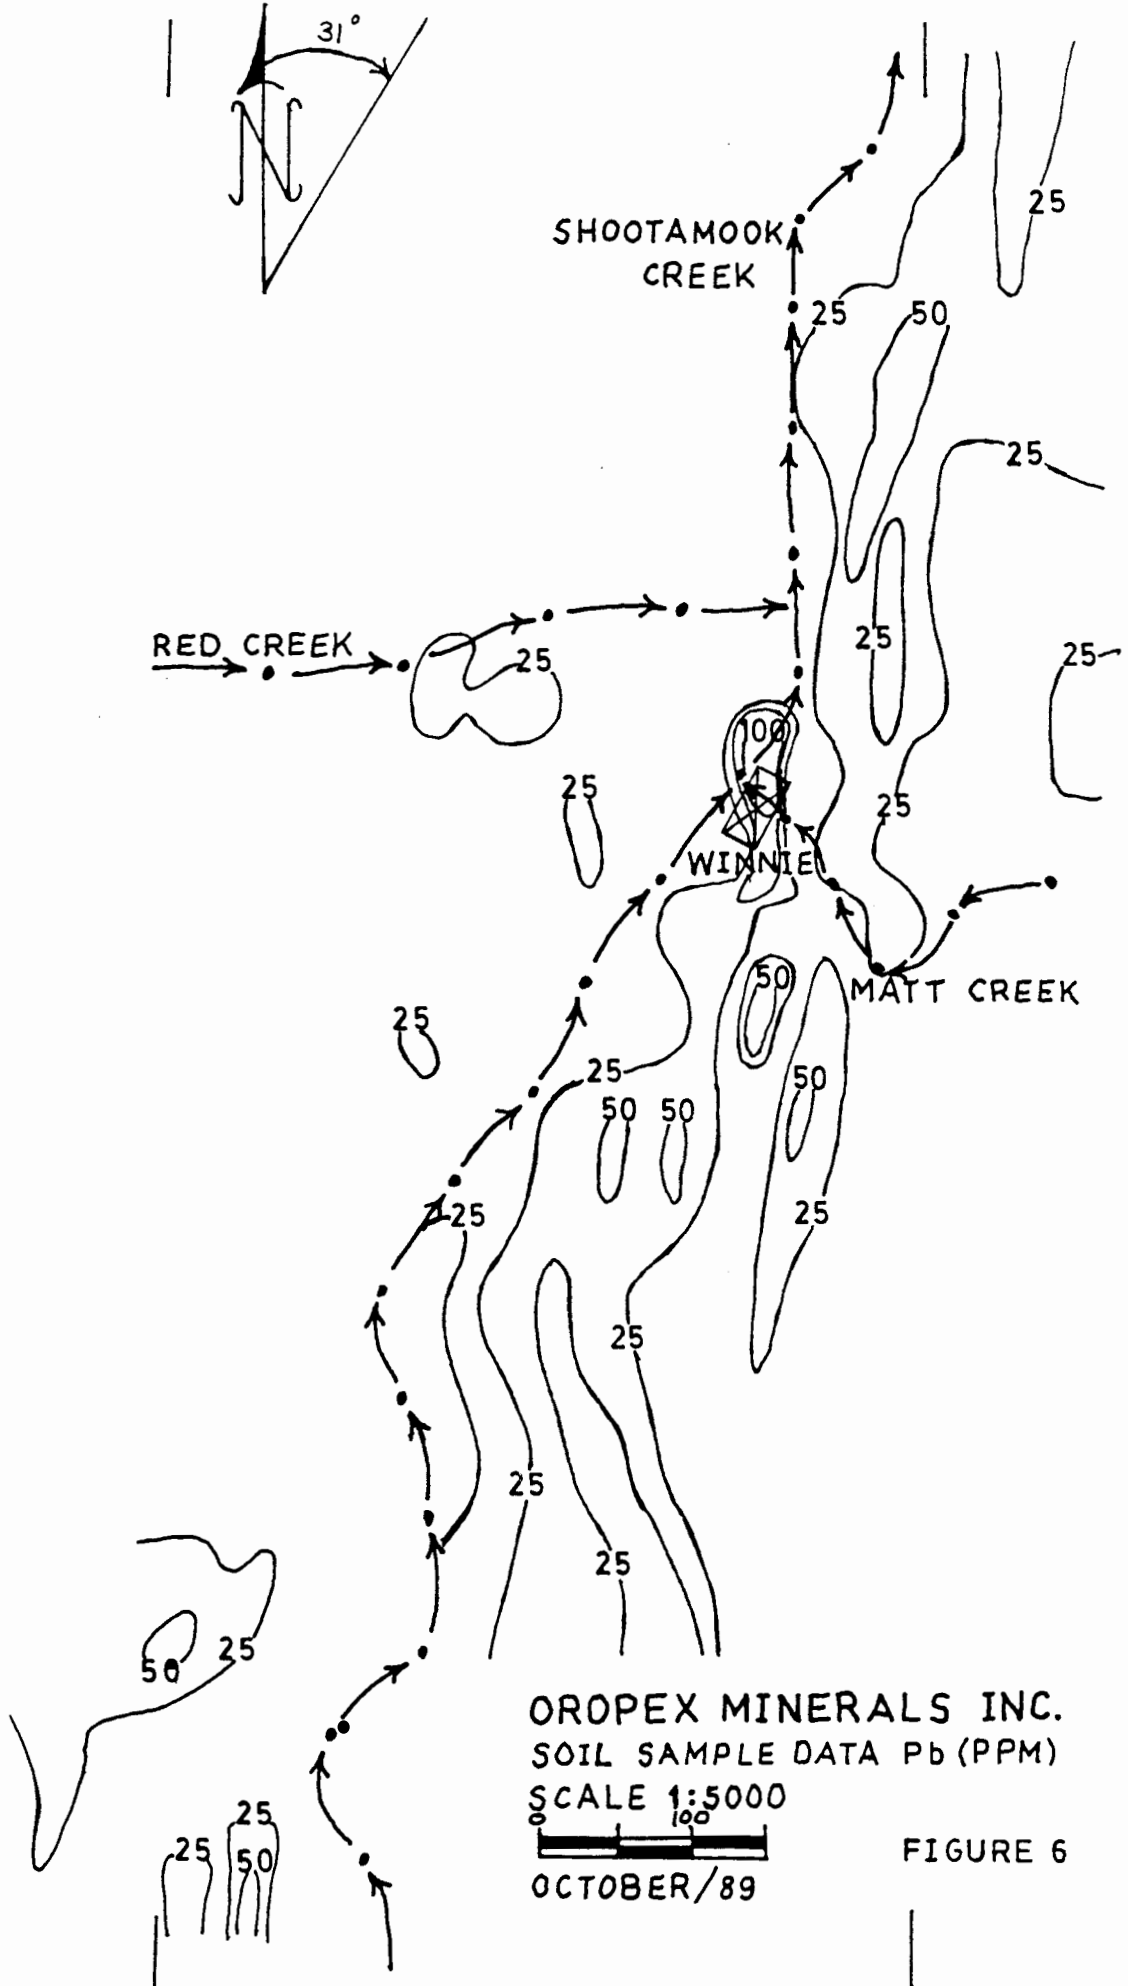 31°
N
SHOOTAMOOK
CREEK
25
25
50
25
RED CREEK
25
25
25
100
25
25
WINNIE
50
MATT CREEK
25
25
50
50
50
25
25
25
25
25
50
25
OROPEX MINERALS INC.
SOIL SAMPLE DATA Pb (PPM)
SCALE 1:5000
0 100
25
25
50
FIGURE 6
OCTOBER/89